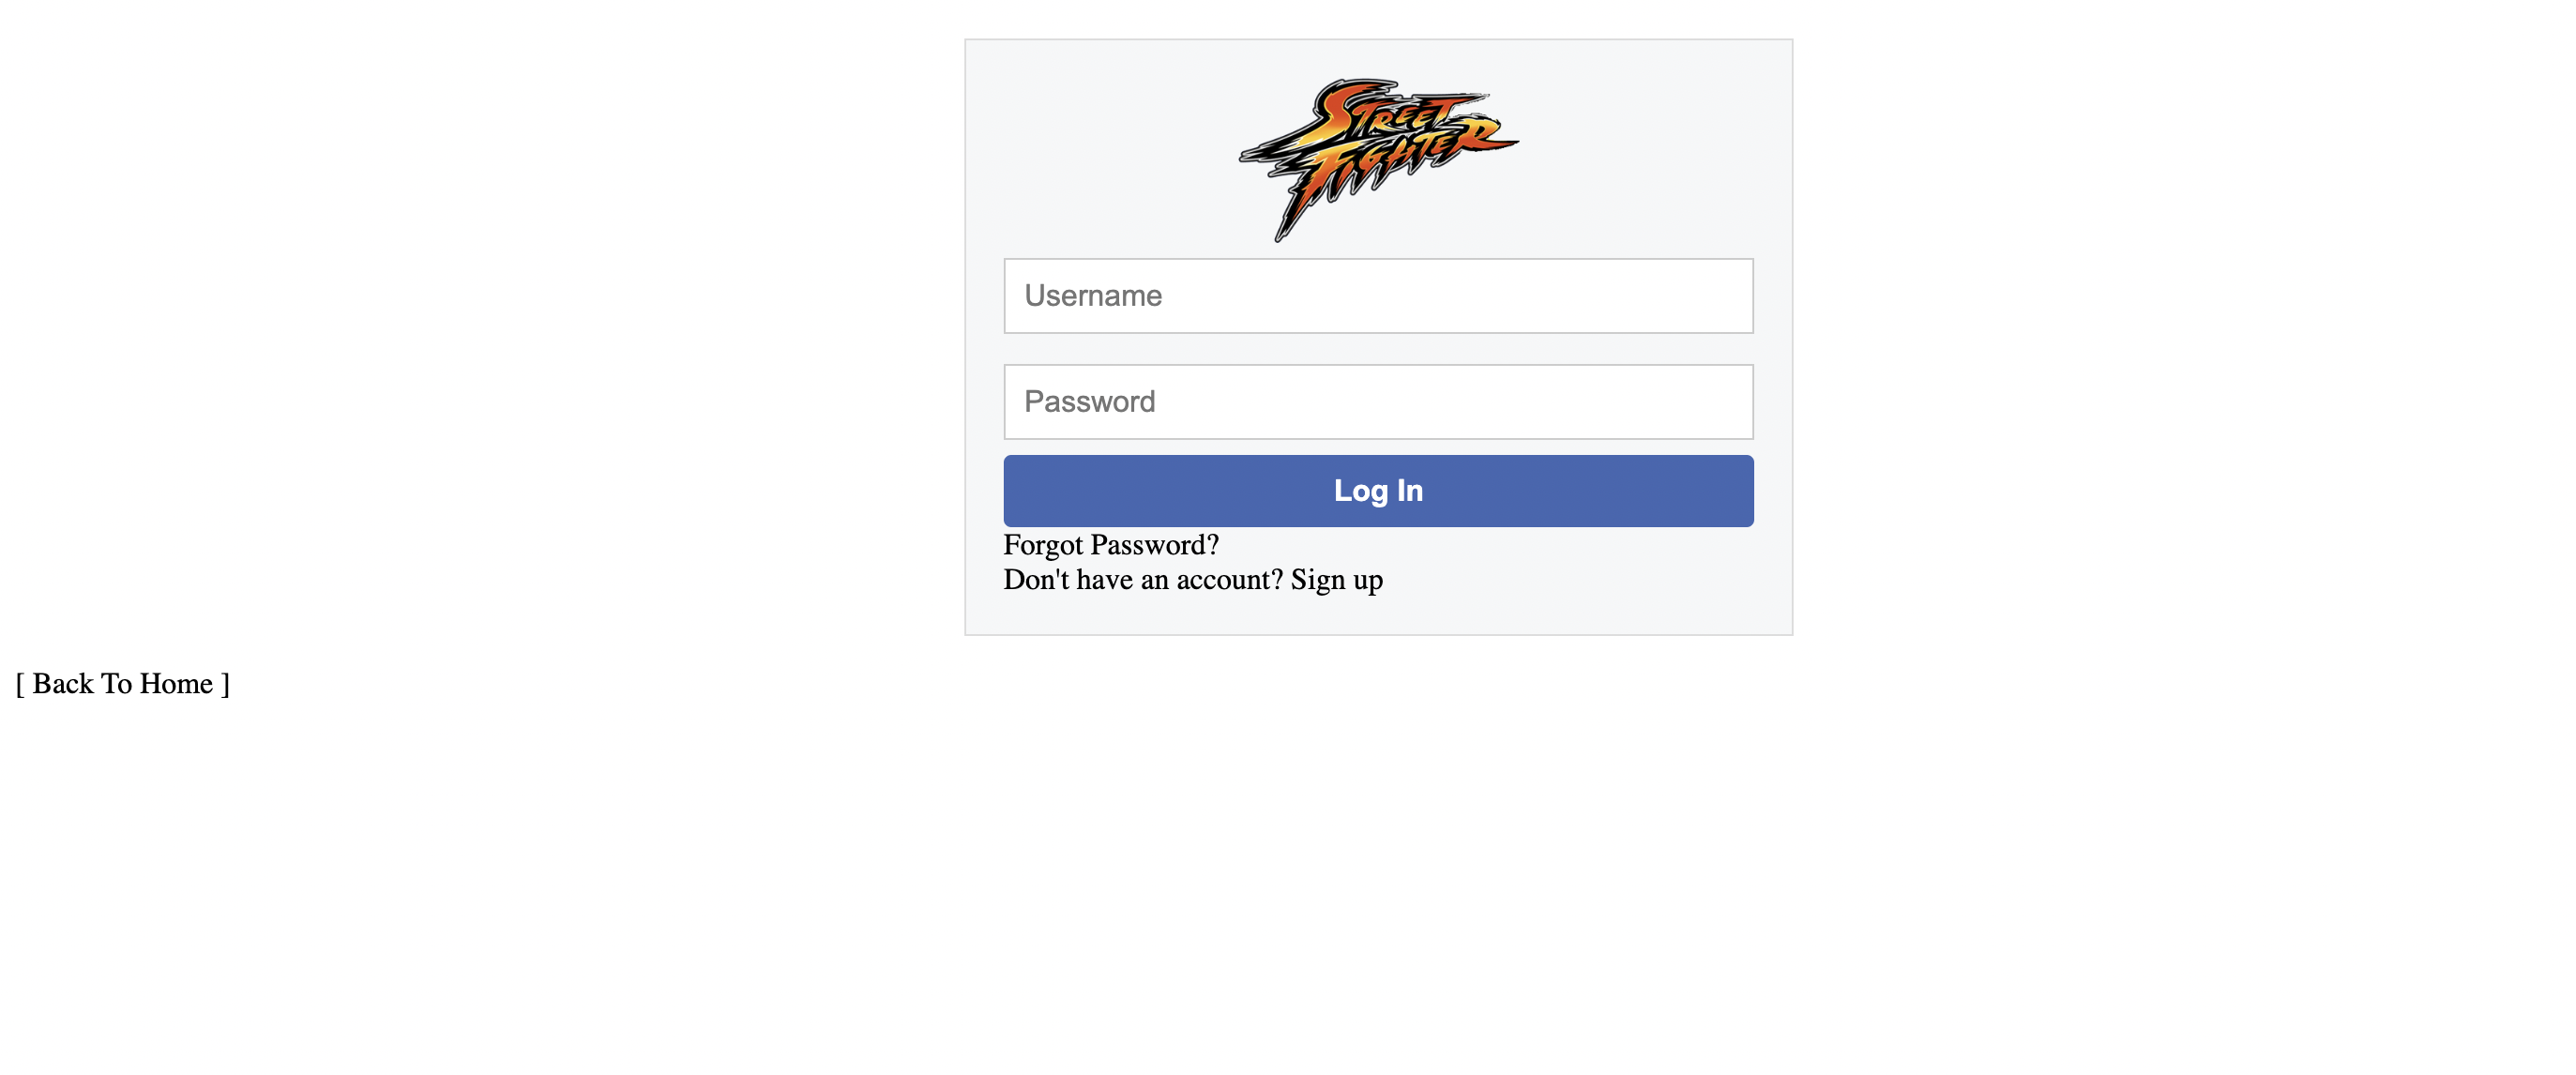 STREET
FIGHTER
Username
Password
Log In
Forgot Password?
Don't have an account? Sign up
[ Back To Home ]